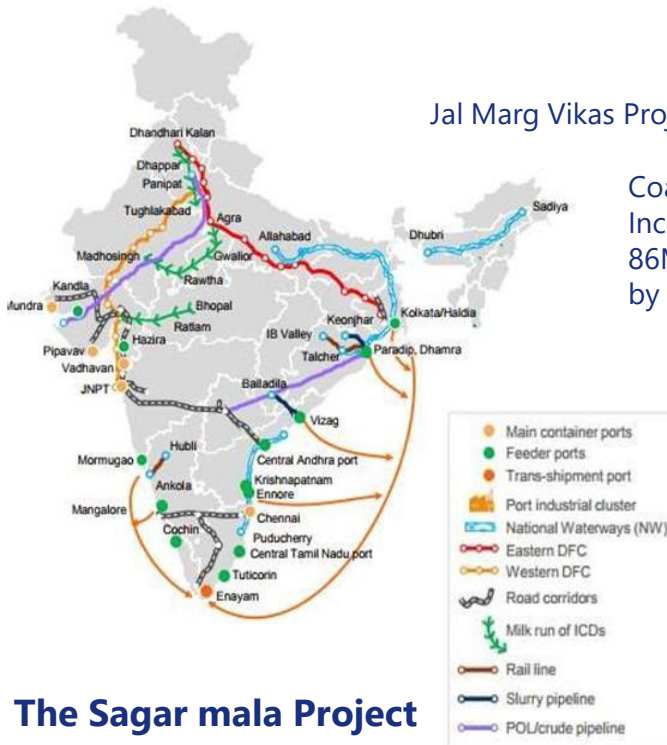 Jal Marg Vikas Proj
Coa
Inc
86M
by
Dhandhari Kalan
Dhappar
Panipat
Tughlakabad
Agra
Allahabad
Dhubri
Sadiya
Madhosingh
Gwalior
Rawtha
Kandla
Mundra
Bhopal
Ratlam
Hazira
Keonjhar
Kolkata/Haldia
IB Valley
Pipavav
Talcher
Paradip, Dhamra
Vadhavan
JNPT
Bailadila
Vizag
Hubli
Mormugao
Central Andhra port
Ankola
Krishnapatnam
Ennore
Mangalore
Chennai
Cochin
Puducherry
Central Tamil Nadu port
Tuticorin
Enayam
Main container ports
Feeder ports
Trans-shipment port
Port industrial cluster
National Waterways (NW)
Eastern DFC
Western DFC
Road corridors
Milk run of ICDs
Rail line
Slurry pipeline
POL/crude pipeline
The Sagar mala Project